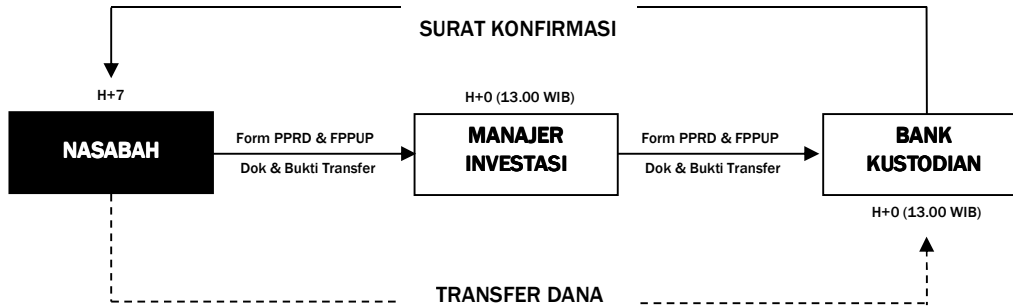 SURAT KONFIRMASI
H+7
H+0 (13.00 WIB)
NASABAH
Form PPRD & FPPUP
Dok & Bukti Transfer
MANAJER
INVESTASI
Form PPRD & FPPUP
Dok & Bukti Transfer
BANK
KUSTODIAN
H+0 (13.00 WIB)
TRANSFER DANA